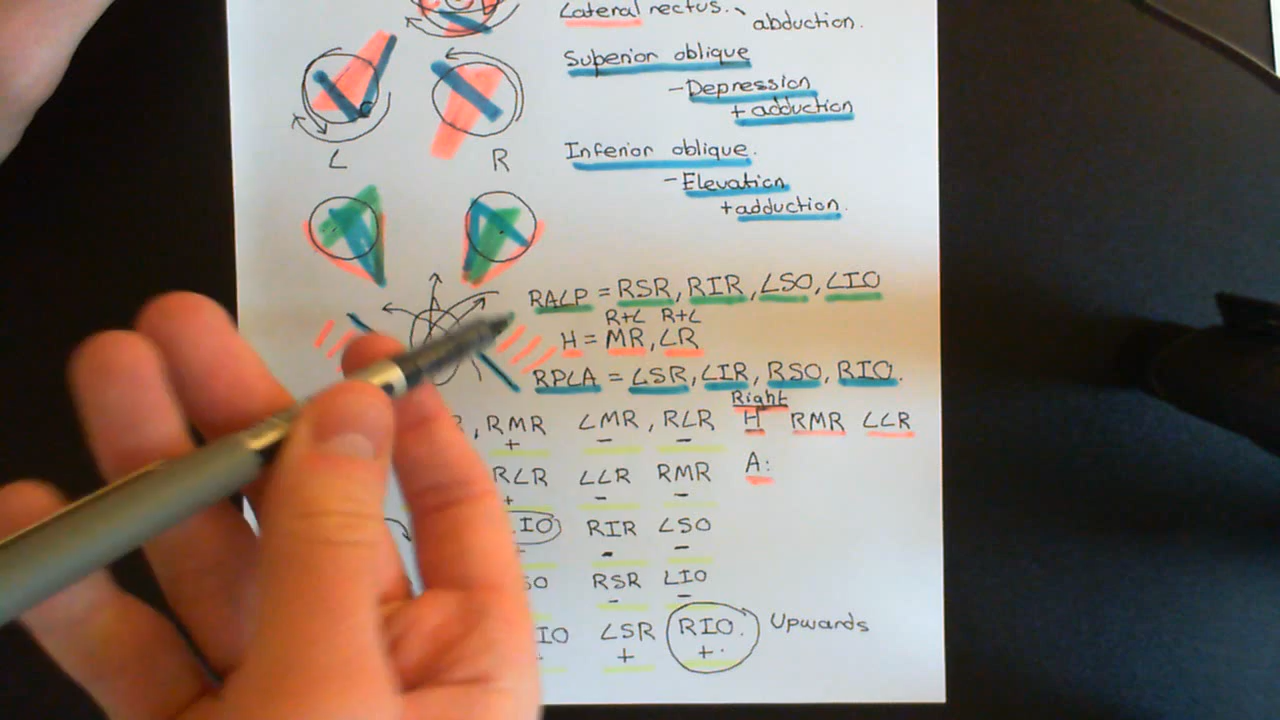 Lateral rectus.
abduction.
Superior oblique
- Depression
+ adduction
L R
Inferior oblique.
- Elevation
+ adduction.
RALP = RSR, RIR, LSO, LIO
R+L R+L
H = MR, LR
RPLA = LSR, LIR, RSO, RIO.
Right
, RMR LMR, RLR H RMR LLR
+ - -
RLR LLR RMR A:
+ - -
IO RIR LSO
- -
SO RSR LIO
- -
IO LSR RIO. Upwards
+ +.